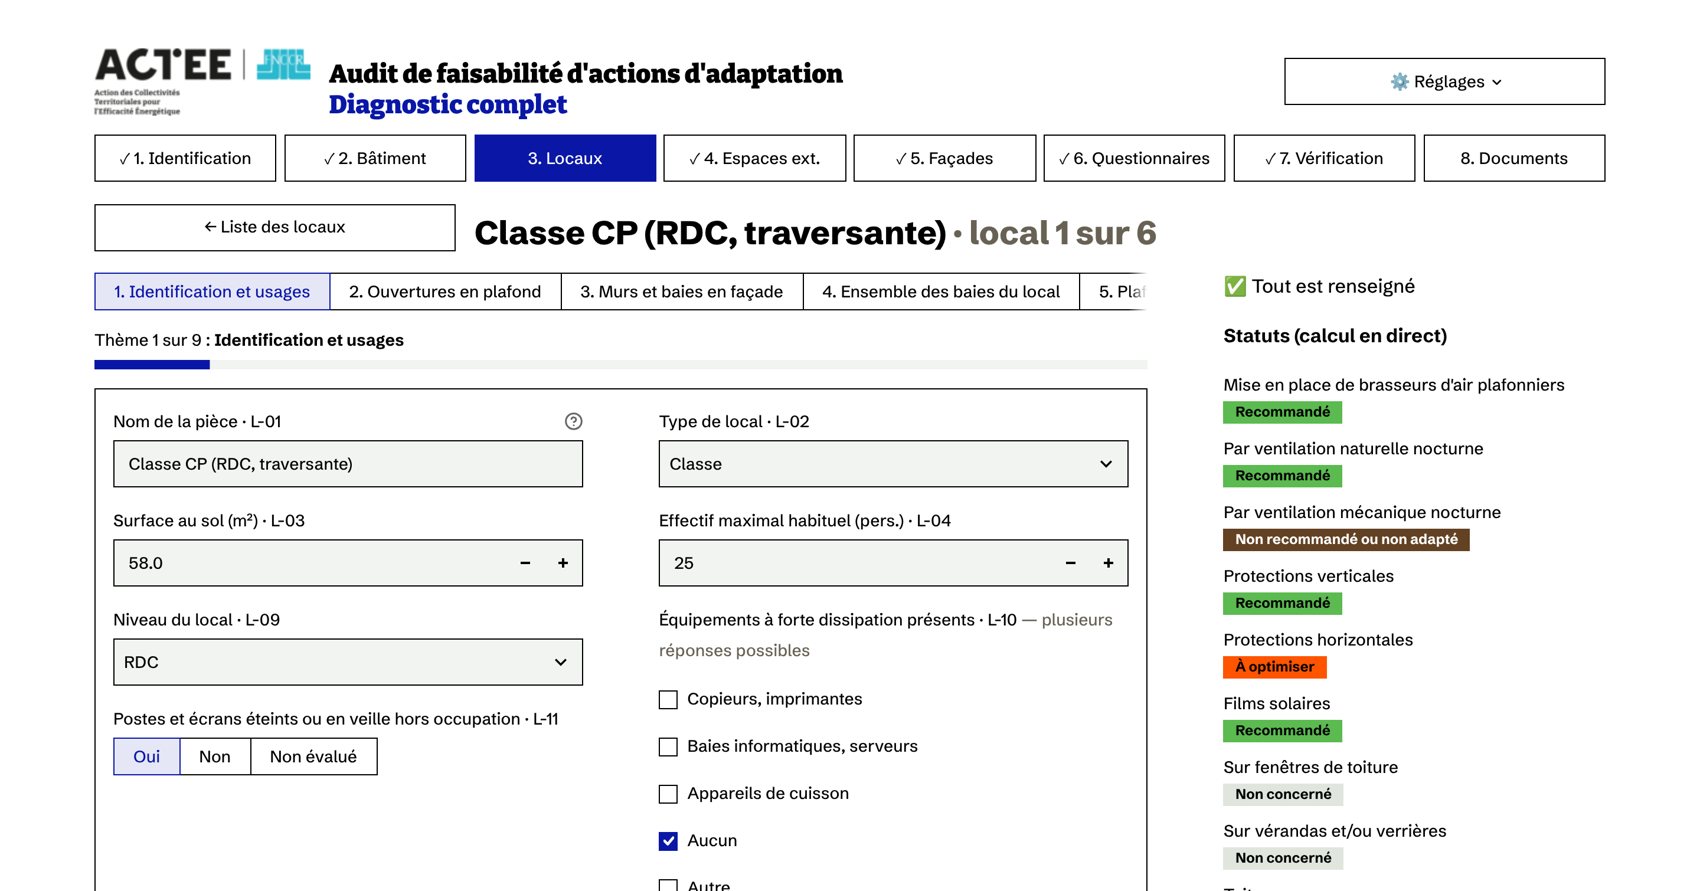 ACTEE
FNCCR
Action des Collectivités
Territoriales pour
l'Efficacité Énergétique
Audit de faisabilité d'actions d'adaptation
Diagnostic complet
⚙️ Réglages
✓ 1. Identification
✓ 2. Bâtiment
3. Locaux
✓ 4. Espaces ext.
✓ 5. Façades
✓ 6. Questionnaires
✓ 7. Vérification
8. Documents
← Liste des locaux
Classe CP (RDC, traversante) · local 1 sur 6
1. Identification et usages
2. Ouvertures en plafond
3. Murs et baies en façade
4. Ensemble des baies du local
5. Plaf
Thème 1 sur 9 : Identification et usages
Nom de la pièce · L-01
Classe CP (RDC, traversante)
Type de local · L-02
Classe
Surface au sol (m²) · L-03
58.0
Effectif maximal habituel (pers.) · L-04
25
Niveau du local · L-09
RDC
Équipements à forte dissipation présents · L-10 — plusieurs
réponses possibles
Copieurs, imprimantes
Baies informatiques, serveurs
Appareils de cuisson
Aucun
Autre
Postes et écrans éteints ou en veille hors occupation · L-11
Oui
Non
Non évalué
✅ Tout est renseigné
Statuts (calcul en direct)
Mise en place de brasseurs d'air plafonniers
Recommandé
Par ventilation naturelle nocturne
Recommandé
Par ventilation mécanique nocturne
Non recommandé ou non adapté
Protections verticales
Recommandé
Protections horizontales
À optimiser
Films solaires
Recommandé
Sur fenêtres de toiture
Non concerné
Sur vérandas et/ou verrières
Non concerné